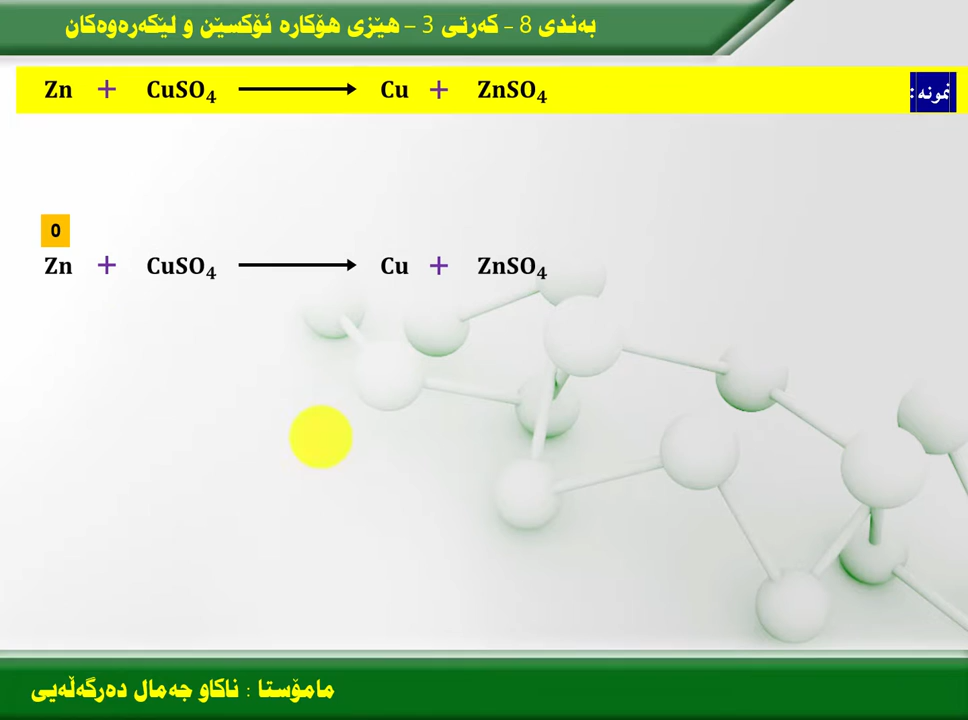 بەندی 8 - کەرتی 3 – هێزی هۆکارە ئۆکسێن و لێکەرەوەکان
Zn + CuSO₄ ⟶ Cu + ZnSO₄
نمونە:
0
Zn + CuSO₄ ⟶ Cu + ZnSO₄
مامۆستا : ناکاو جەمال دەرگەڵەیی